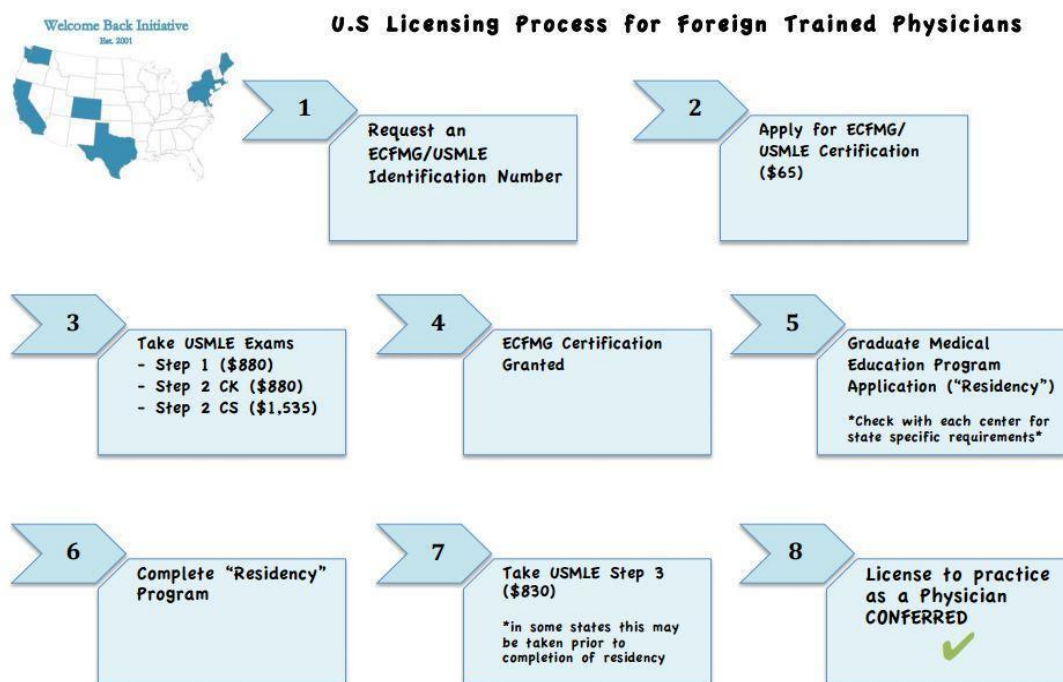 Welcome Back Initiative
Est. 2001
U.S Licensing Process for Foreign Trained Physicians
1
Request an
ECFMG/USMLE
Identification Number
2
Apply for ECFMG/
USMLE Certification
($65)
3
Take USMLE Exams
- Step 1 ($880)
- Step 2 CK ($880)
- Step 2 CS ($1,535)
4
ECFMG Certification
Granted
5
Graduate Medical
Education Program
Application (“Residency”)
*Check with each center for
state specific requirements*
6
Complete “Residency”
Program
7
Take USMLE Step 3
($830)
*in some states this may
be taken prior to
completion of residency
8
License to practice
as a Physician
CONFERRED